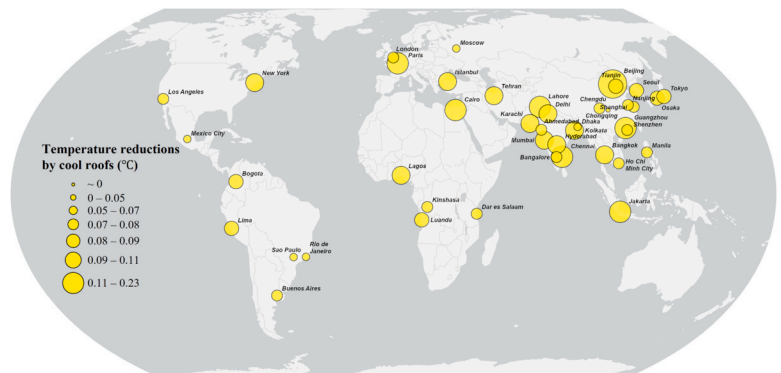 Moscow
London
Paris
Beijing
Tianjin
New York
Istanbul
Seoul
Tehran
Tokyo
Los Angeles
Cairo
Lahore
Delhi
Chengdu
Shanghai
Nanjing
Osaka
Karachi
Chongqing
Ahmedabad
Dhaka
Guangzhou
Mexico City
Kolkata
Shenzhen
Hyderabad
Mumbai
Chennai
Bangkok
Manila
Bangalore
Ho Chi
Minh City
Temperature reductions
by cool roofs (℃)
~ 0
0 – 0.05
0.05 – 0.07
0.07 – 0.08
0.08 – 0.09
0.09 – 0.11
0.11 – 0.23
Bogota
Lagos
Kinshasa
Dar es Salaam
Jakarta
Lima
Luanda
Sao Paulo
Rio de
Janeiro
Buenos Aires